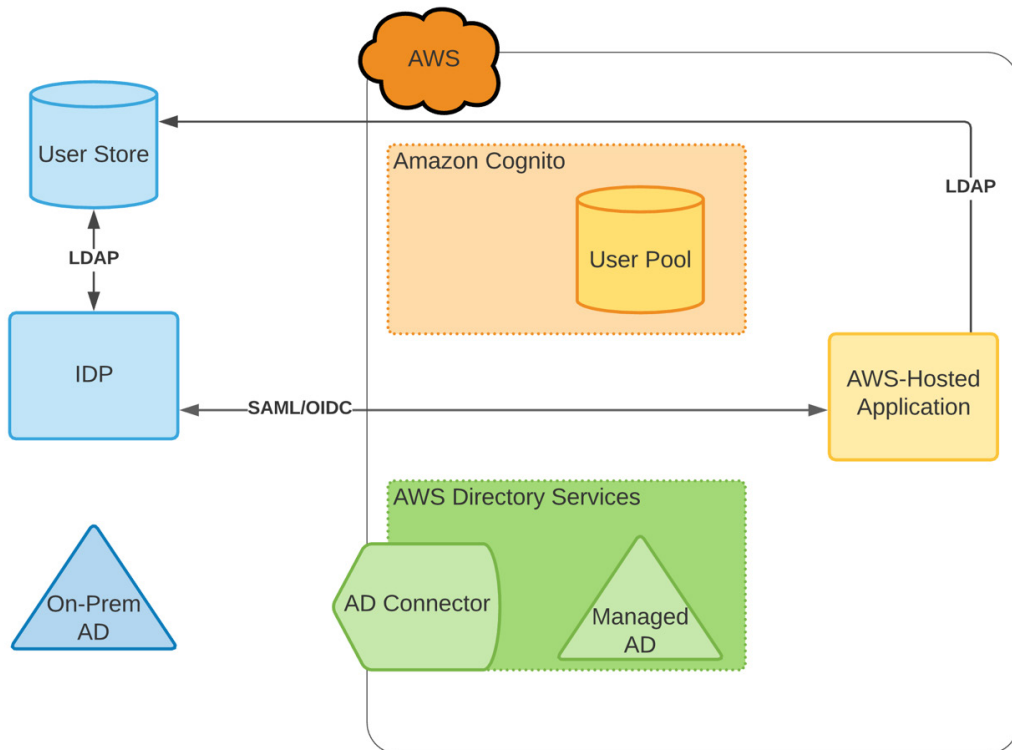 AWS
User Store
Amazon Cognito
LDAP
User Pool
LDAP
IDP
AWS-Hosted
Application
SAML/OIDC
AWS Directory Services
On-Prem
AD
AD Connector
Managed
AD